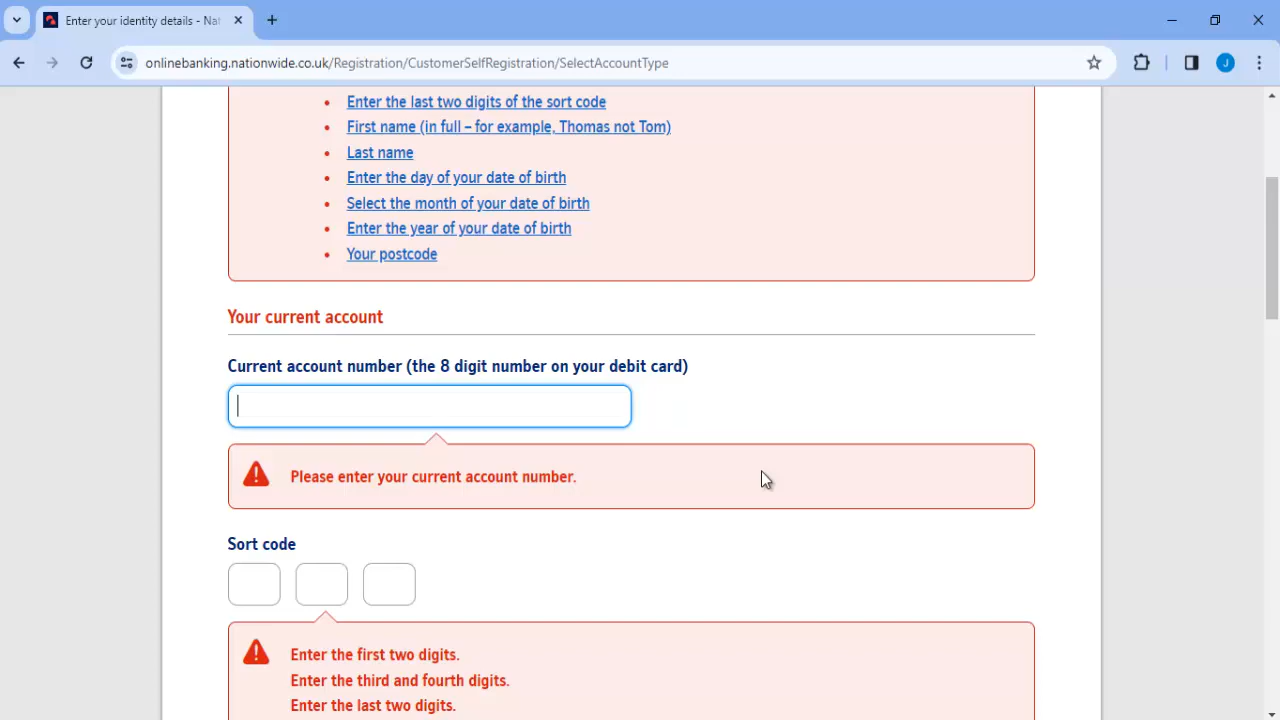 Enter your identity details - Nat
onlinebanking.nationwide.co.uk/Registration/CustomerSelfRegistration/SelectAccountType
J
Enter the last two digits of the sort code
First name (in full – for example, Thomas not Tom)
Last name
Enter the day of your date of birth
Select the month of your date of birth
Enter the year of your date of birth
Your postcode
Your current account
Current account number (the 8 digit number on your debit card)
Please enter your current account number.
Sort code
Enter the first two digits.
Enter the third and fourth digits.
Enter the last two digits.